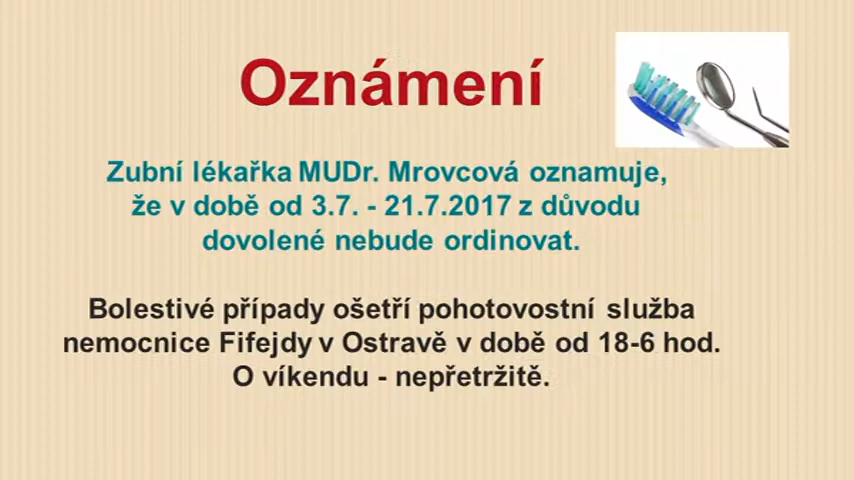 Oznámení
Zubní lékařka MUDr. Mrovcová oznamuje,
že v době od 3.7. - 21.7.2017 z důvodu
dovolené nebude ordinovat.
Bolestivé případy ošetří pohotovostní služba
nemocnice Fifejdy v Ostravě v době od 18-6 hod.
O víkendu - nepřetržitě.